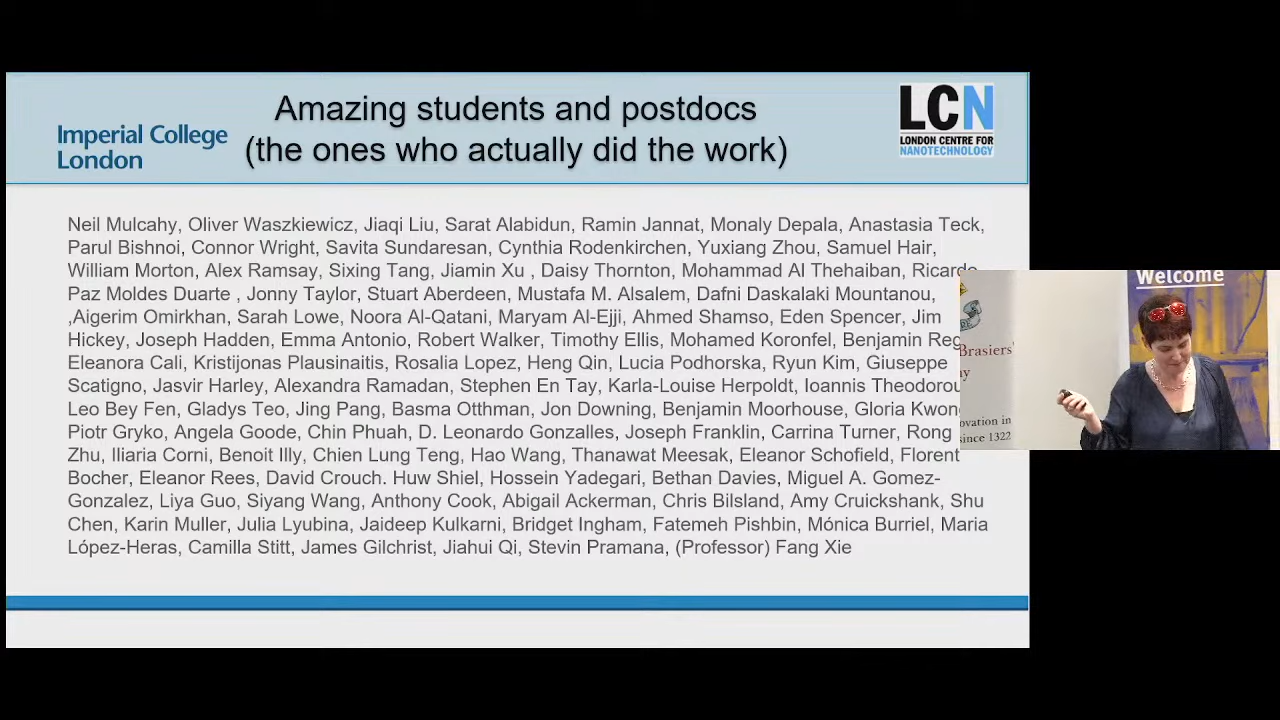 Amazing students and postdocs
(the ones who actually did the work)
Imperial College
London
LCN
LONDON CENTRE FOR
NANOTECHNOLOGY
Neil Mulcahy, Oliver Waszkiewicz, Jiaqi Liu, Sarat Alabidun, Ramin Jannat, Monaly Depala, Anastasia Teck,
Parul Bishnoi, Connor Wright, Savita Sundaresan, Cynthia Rodenkirchen, Yuxiang Zhou, Samuel Hair,
William Morton, Alex Ramsay, Sixing Tang, Jiamin Xu , Daisy Thornton, Mohammad Al Thehaiban, Ricardo
Paz Moldes Duarte , Jonny Taylor, Stuart Aberdeen, Mustafa M. Alsalem, Dafni Daskalaki Mountanou,
,Aigerim Omirkhan, Sarah Lowe, Noora Al-Qatani, Maryam Al-Ejji, Ahmed Shamso, Eden Spencer, Jim
Hickey, Joseph Hadden, Emma Antonio, Robert Walker, Timothy Ellis, Mohamed Koronfel, Benjamin Reg
Eleanora Cali, Kristijonas Plausinaitis, Rosalia Lopez, Heng Qin, Lucia Podhorska, Ryun Kim, Giuseppe
Scatigno, Jasvir Harley, Alexandra Ramadan, Stephen En Tay, Karla-Louise Herpoldt, Ioannis Theodorou
Leo Bey Fen, Gladys Teo, Jing Pang, Basma Otthman, Jon Downing, Benjamin Moorhouse, Gloria Kwong
Piotr Gryko, Angela Goode, Chin Phuah, D. Leonardo Gonzalles, Joseph Franklin, Carrina Turner, Rong
Zhu, Iliaria Corni, Benoit Illy, Chien Lung Teng, Hao Wang, Thanawat Meesak, Eleanor Schofield, Florent
Bocher, Eleanor Rees, David Crouch. Huw Shiel, Hossein Yadegari, Bethan Davies, Miguel A. Gomez-
Gonzalez, Liya Guo, Siyang Wang, Anthony Cook, Abigail Ackerman, Chris Bilsland, Amy Cruickshank, Shu
Chen, Karin Muller, Julia Lyubina, Jaideep Kulkarni, Bridget Ingham, Fatemeh Pishbin, Mónica Burriel, Maria
López-Heras, Camilla Stitt, James Gilchrist, Jiahui Qi, Stevin Pramana, (Professor) Fang Xie
Welcome
Brasiers'
ay
ovation in
since 1322